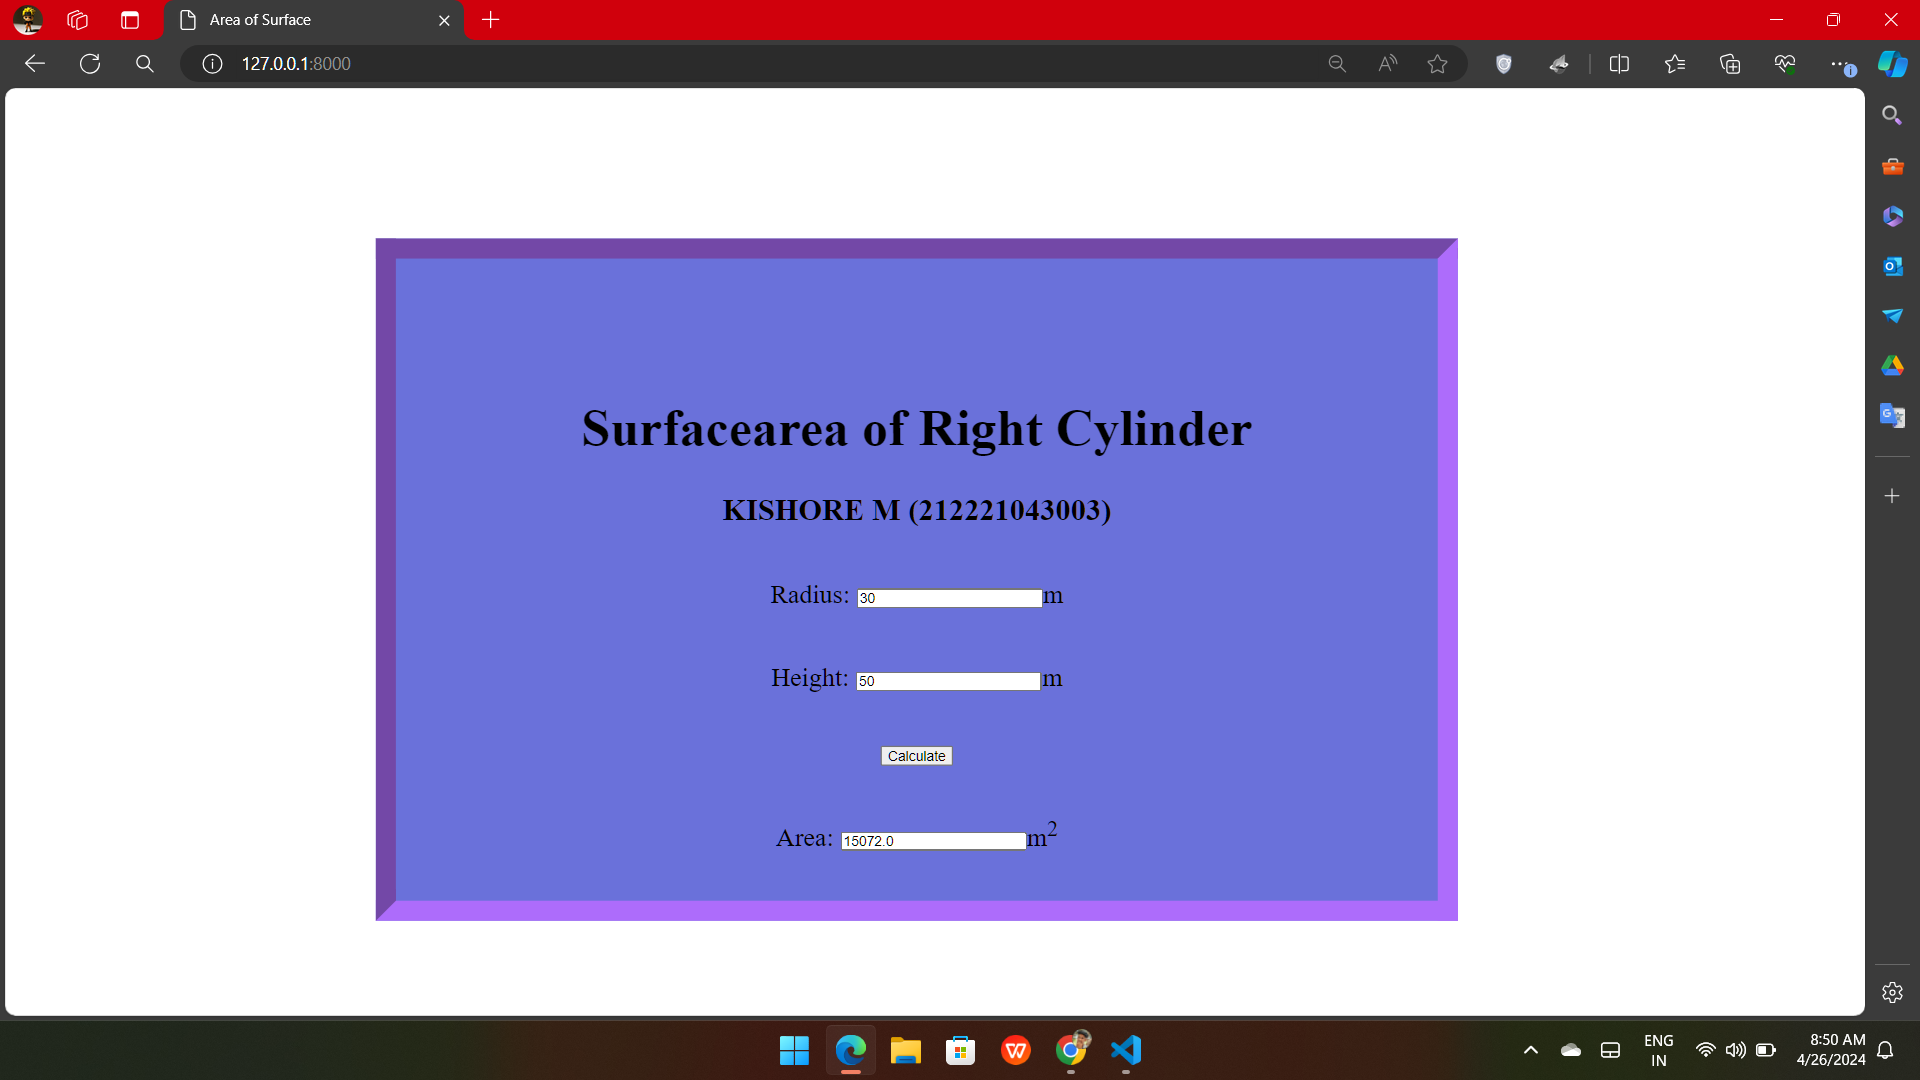 Area of Surface
127.0.0.1:8000
Surfacearea of Right Cylinder
KISHORE M (212221043003)
Radius: 30 m
Height: 50 m
Calculate
Area: 15072.0 m²
ENG
IN
8:50 AM
4/26/2024